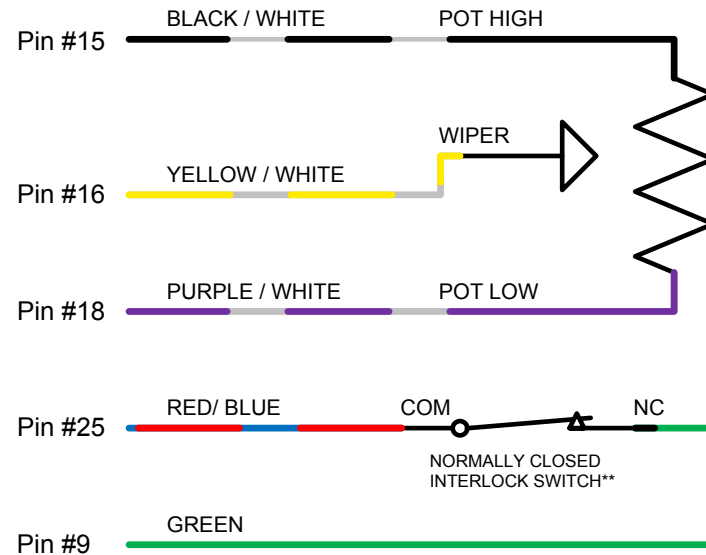 BLACK / WHITE POT HIGH
Pin #15
WIPER
YELLOW / WHITE
Pin #16
PURPLE / WHITE POT LOW
Pin #18
RED/ BLUE COM NC
Pin #25
NORMALLY CLOSED
INTERLOCK SWITCH**
GREEN
Pin #9